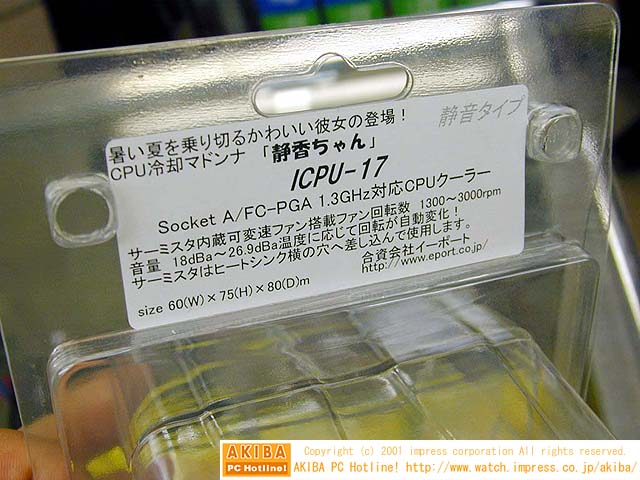 静音タイプ
暑い夏を乗り切るかわいい彼女の登場！
CPU冷却マドンナ 「静香ちゃん」
ICPU-17
Socket A/FC-PGA 1.3GHz対応CPUクーラー
サーミスタ内蔵可変速ファン搭載ファン回転数 1300～3000rpm
音量 18dBa～26.9dBa温度に応じて回転が自動変化！
サーミスタはヒートシンク横の穴へ差し込んで使用します。
合資会社イーポート
http://www.eport.co.jp/
size 60(W)×75(H)×80(D)m
AKIBA
PC Hotline!
Copyright (c) 2001 impress corporation All rights reserved.
AKIBA PC Hotline! http://www.watch.impress.co.jp/akiba/